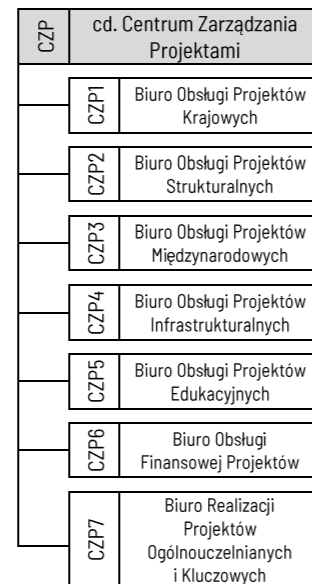 CZP
cd. Centrum Zarządzania
Projektami
CZP1
Biuro Obsługi Projektów
Krajowych
CZP2
Biuro Obsługi Projektów
Strukturalnych
CZP3
Biuro Obsługi Projektów
Międzynarodowych
CZP4
Biuro Obsługi Projektów
Infrastrukturalnych
CZP5
Biuro Obsługi Projektów
Edukacyjnych
CZP6
Biuro Obsługi
Finansowej Projektów
CZP7
Biuro Realizacji
Projektów
Ogólnouczelnianych
i Kluczowych